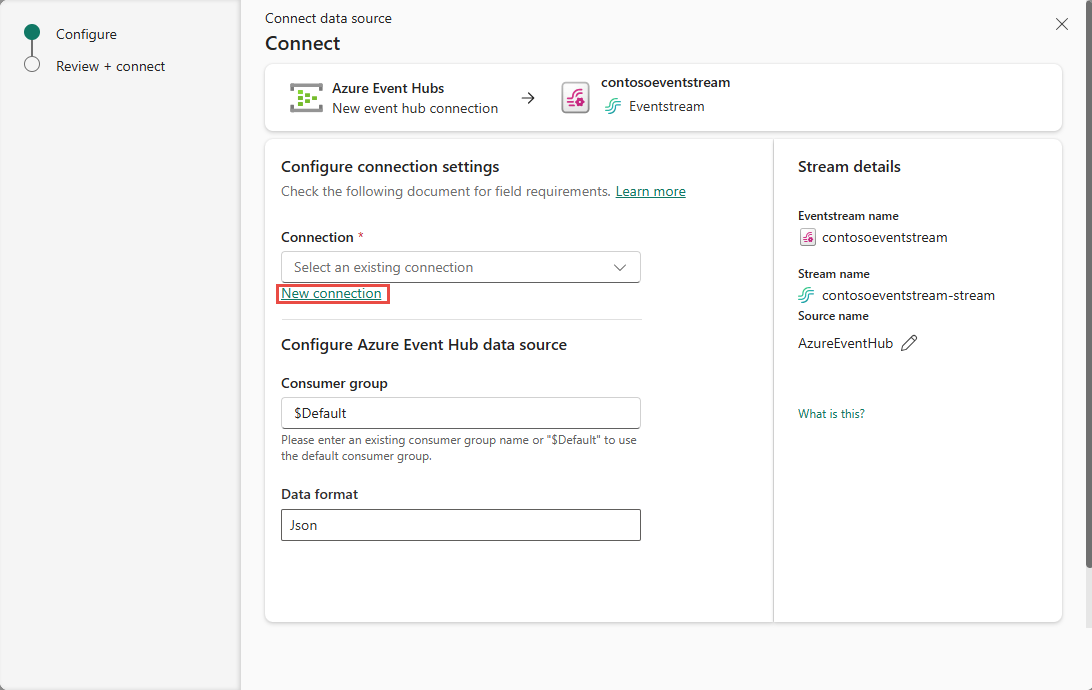 Configure
Review + connect
Connect data source
Connect
Azure Event Hubs
New event hub connection
contosoeventstream
Eventstream
Configure connection settings
Check the following document for field requirements. Learn more
Connection *
Select an existing connection
New connection
Configure Azure Event Hub data source
Consumer group
$Default
Please enter an existing consumer group name or "$Default" to use
the default consumer group.
Data format
Json
Stream details
Eventstream name
contosoeventstream
Stream name
contosoeventstream-stream
Source name
AzureEventHub
What is this?